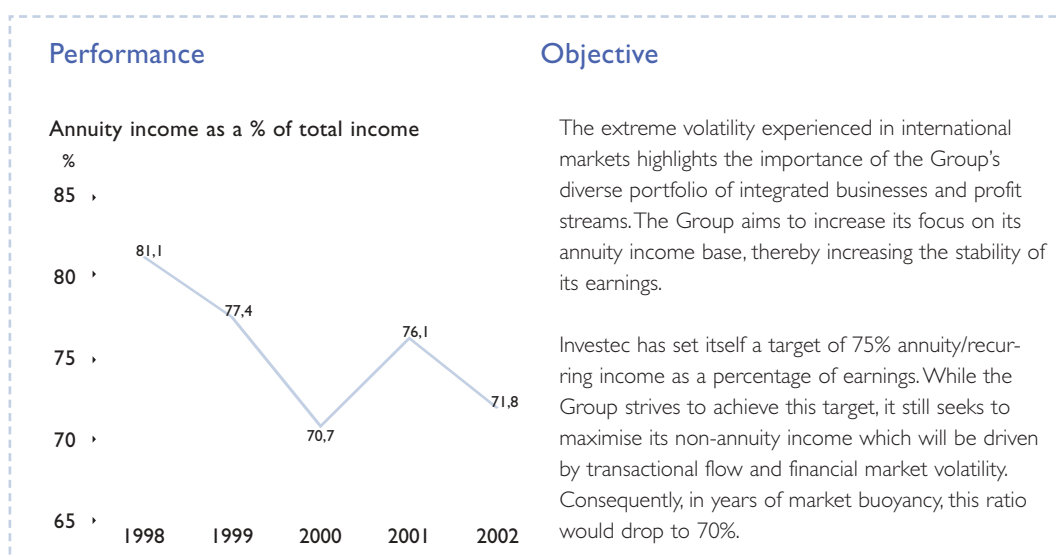 Performance
Annuity income as a % of total income
%
85
81,1
80
77,4
76,1
75
71,8
70,7
70
65
1998 1999 2000 2001 2002
Objective
The extreme volatility experienced in international
markets highlights the importance of the Group's
diverse portfolio of integrated businesses and profit
streams. The Group aims to increase its focus on its
annuity income base, thereby increasing the stability of
its earnings.
Investec has set itself a target of 75% annuity/recur-
ring income as a percentage of earnings. While the
Group strives to achieve this target, it still seeks to
maximise its non-annuity income which will be driven
by transactional flow and financial market volatility.
Consequently, in years of market buoyancy, this ratio
would drop to 70%.